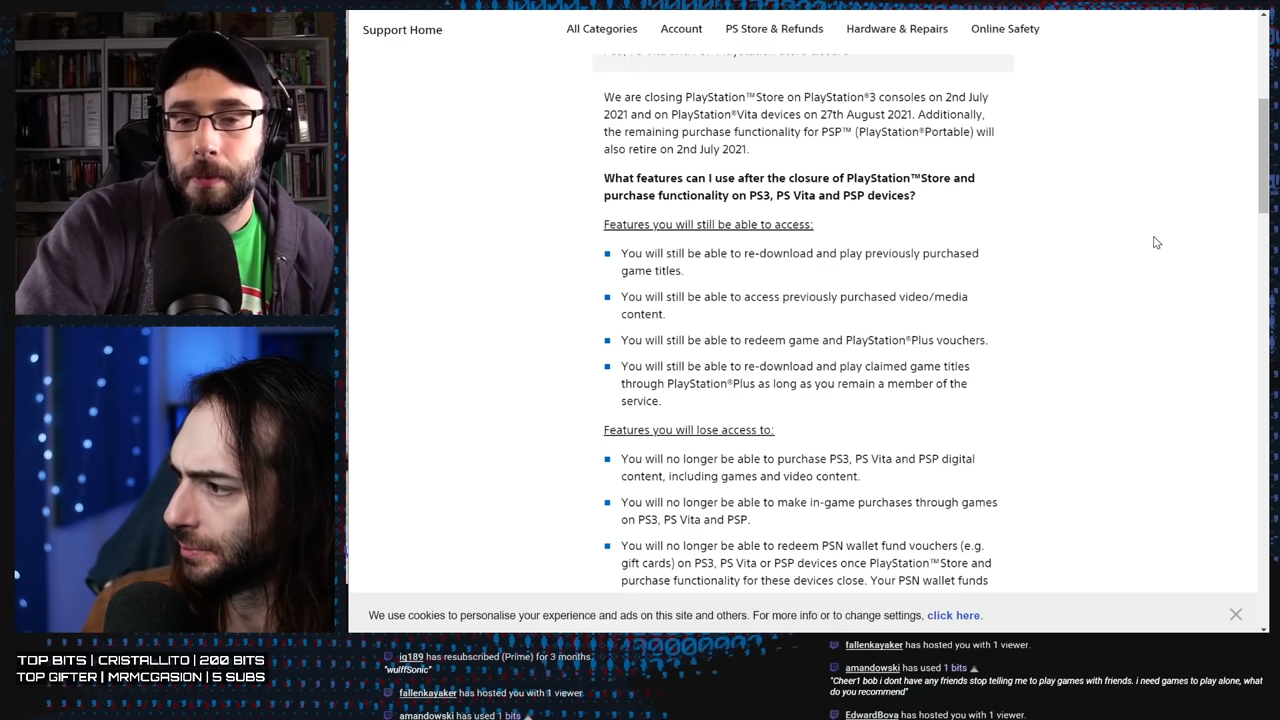 Support Home
All Categories
Account
PS Store & Refunds
Hardware & Repairs
Online Safety
We are closing PlayStation™Store on PlayStation®3 consoles on 2nd July
2021 and on PlayStation®Vita devices on 27th August 2021. Additionally,
the remaining purchase functionality for PSP™ (PlayStation®Portable) will
also retire on 2nd July 2021.
What features can I use after the closure of PlayStation™Store and
purchase functionality on PS3, PS Vita and PSP devices?
Features you will still be able to access:
You will still be able to re-download and play previously purchased
game titles.
You will still be able to access previously purchased video/media
content.
You will still be able to redeem game and PlayStation®Plus vouchers.
You will still be able to re-download and play claimed game titles
through PlayStation®Plus as long as you remain a member of the
service.
Features you will lose access to:
You will no longer be able to purchase PS3, PS Vita and PSP digital
content, including games and video content.
You will no longer be able to make in-game purchases through games
on PS3, PS Vita and PSP.
You will no longer be able to redeem PSN wallet fund vouchers (e.g.
gift cards) on PS3, PS Vita or PSP devices once PlayStation™Store and
purchase functionality for these devices close. Your PSN wallet funds
We use cookies to personalise your experience and ads on this site and others. For more info or to change settings, click here.
TOP BITS | CRISTALLITO | 200 BITS
TOP GIFTER | MRMCGASION | 5 SUBS
iq189 has resubscribed (Prime) for 3 months.
"wulffSonic"
fallenkayaker has hosted you with 1 viewer.
amandowski has used 1 bits
fallenkayaker has hosted you with 1 viewer.
amandowski has used 1 bits
"Cheer1 bob i dont have any friends stop telling me to play games with friends. i need games to play alone, what
do you recommend"
EdwardBova has hosted you with 1 viewer.